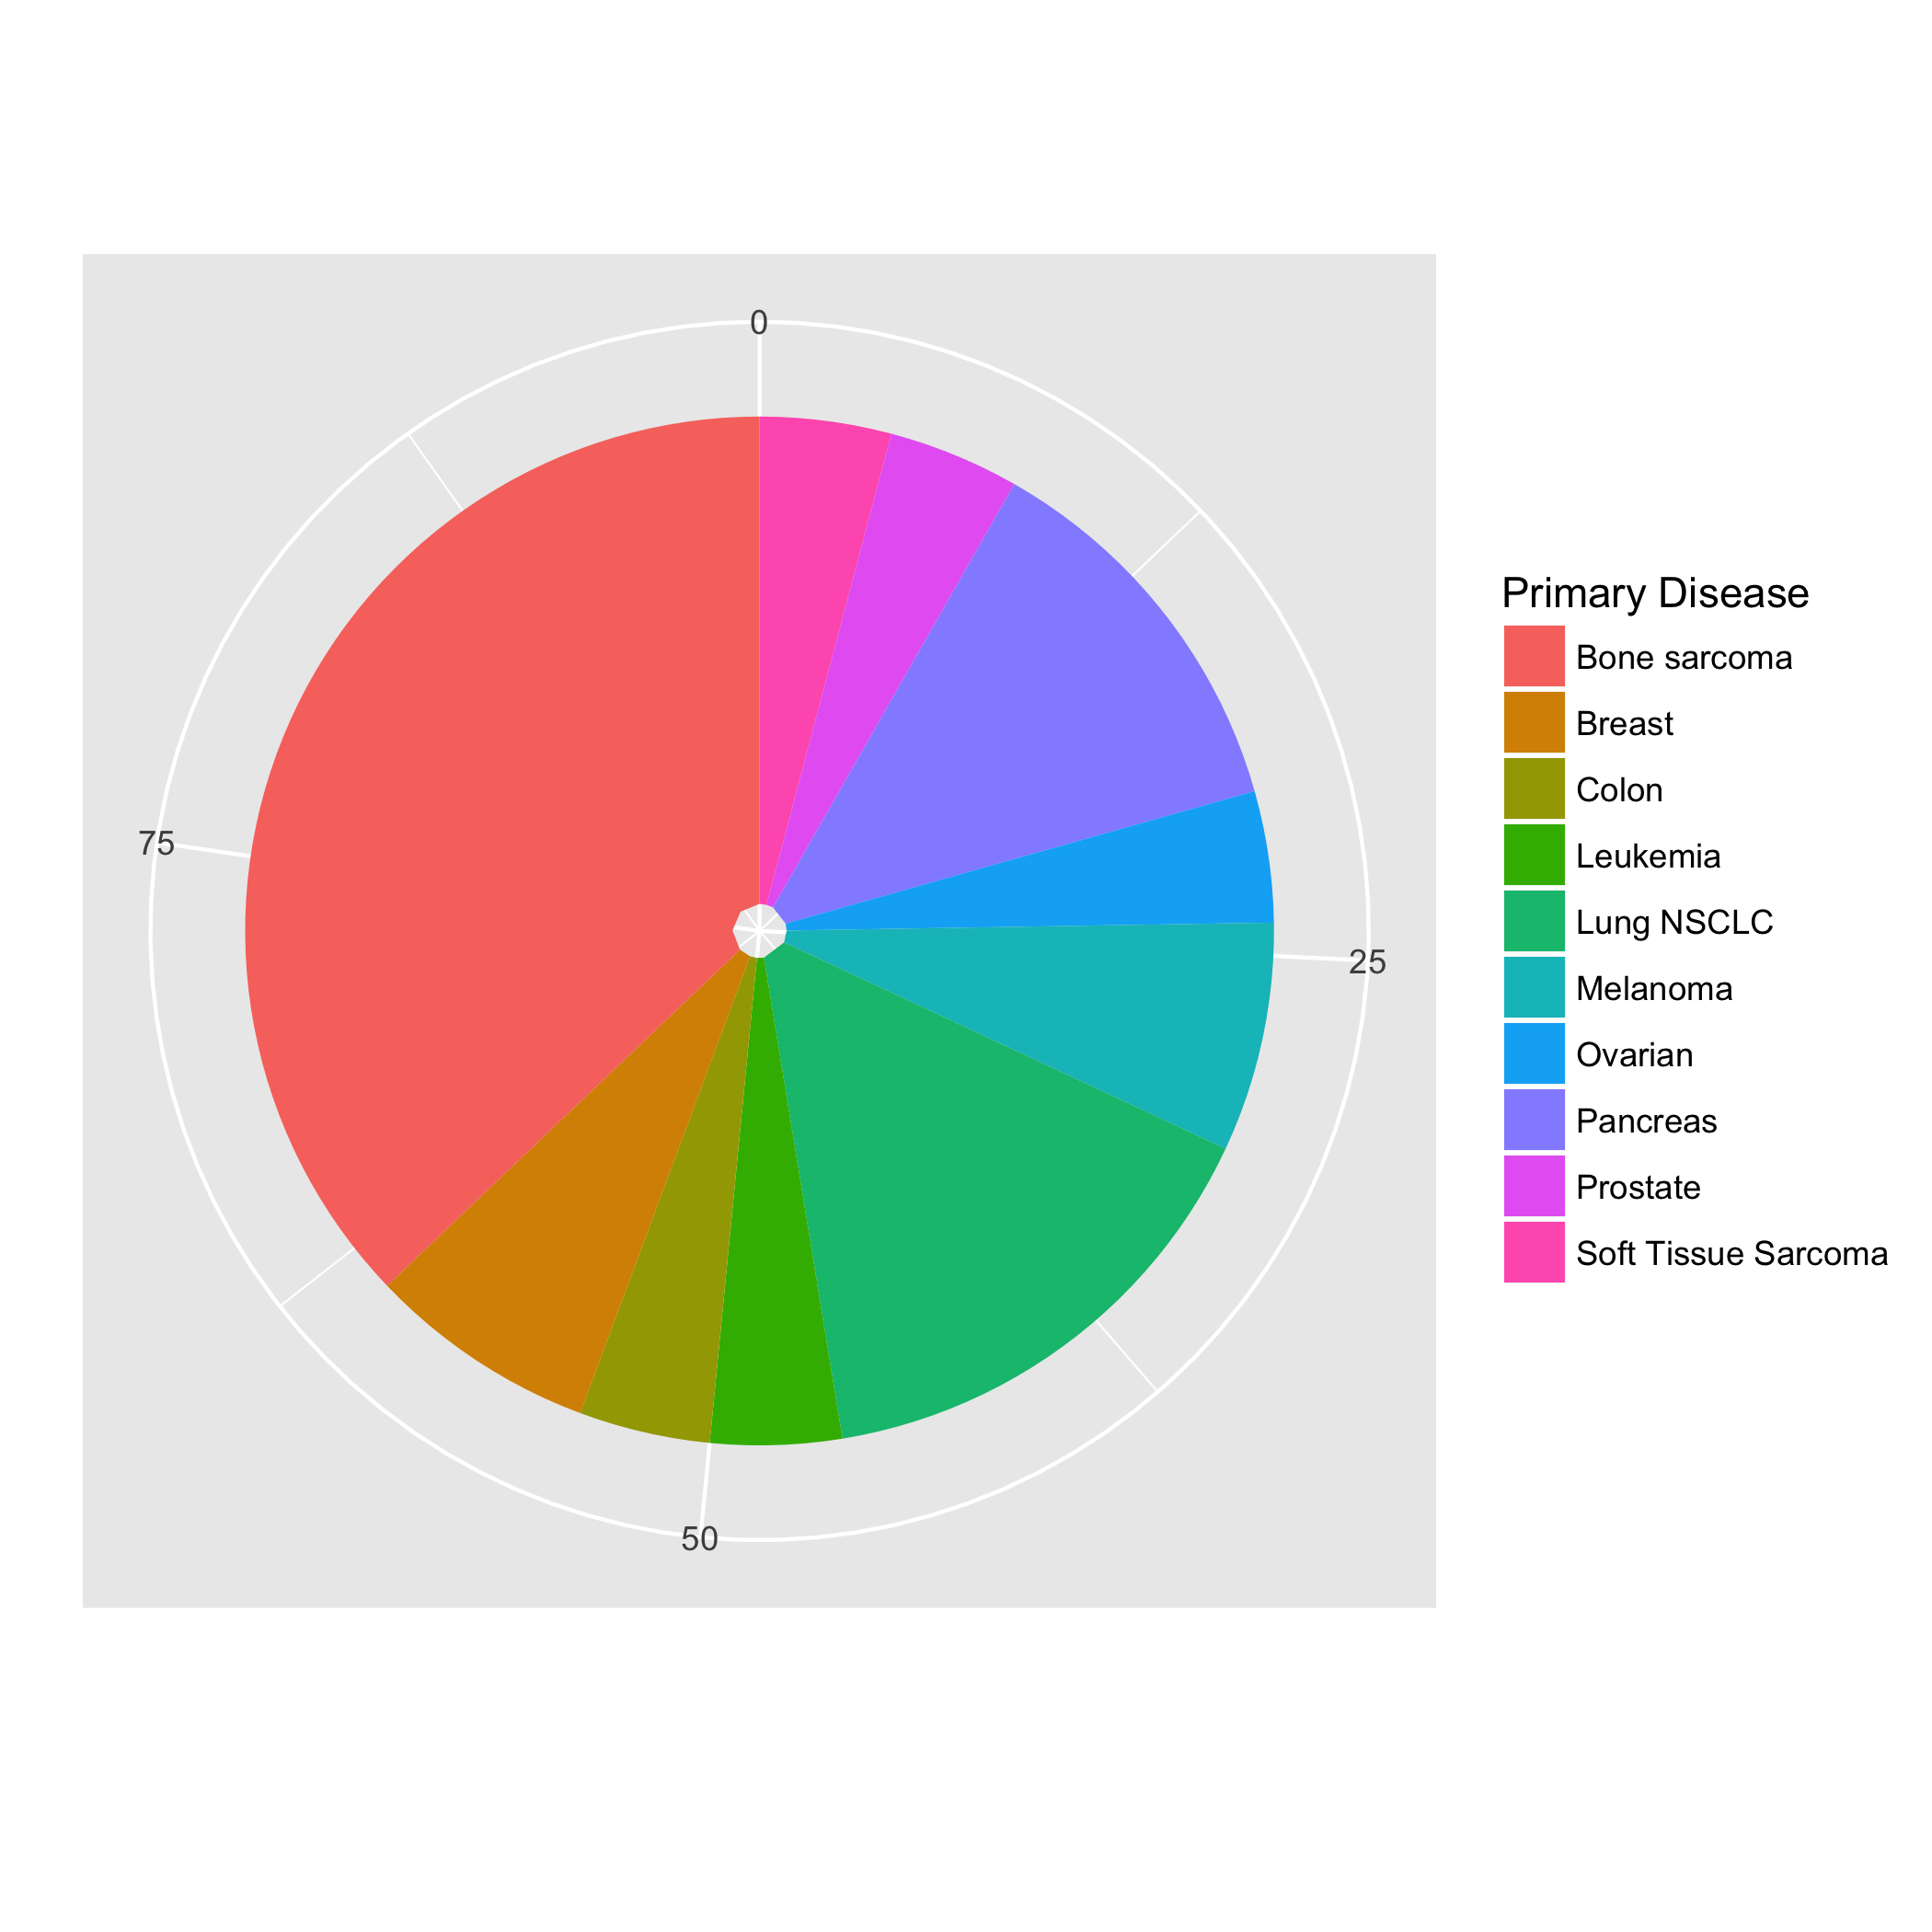 0
25
50
75
Primary Disease
Bone sarcoma
Breast
Colon
Leukemia
Lung NSCLC
Melanoma
Ovarian
Pancreas
Prostate
Soft Tissue Sarcoma